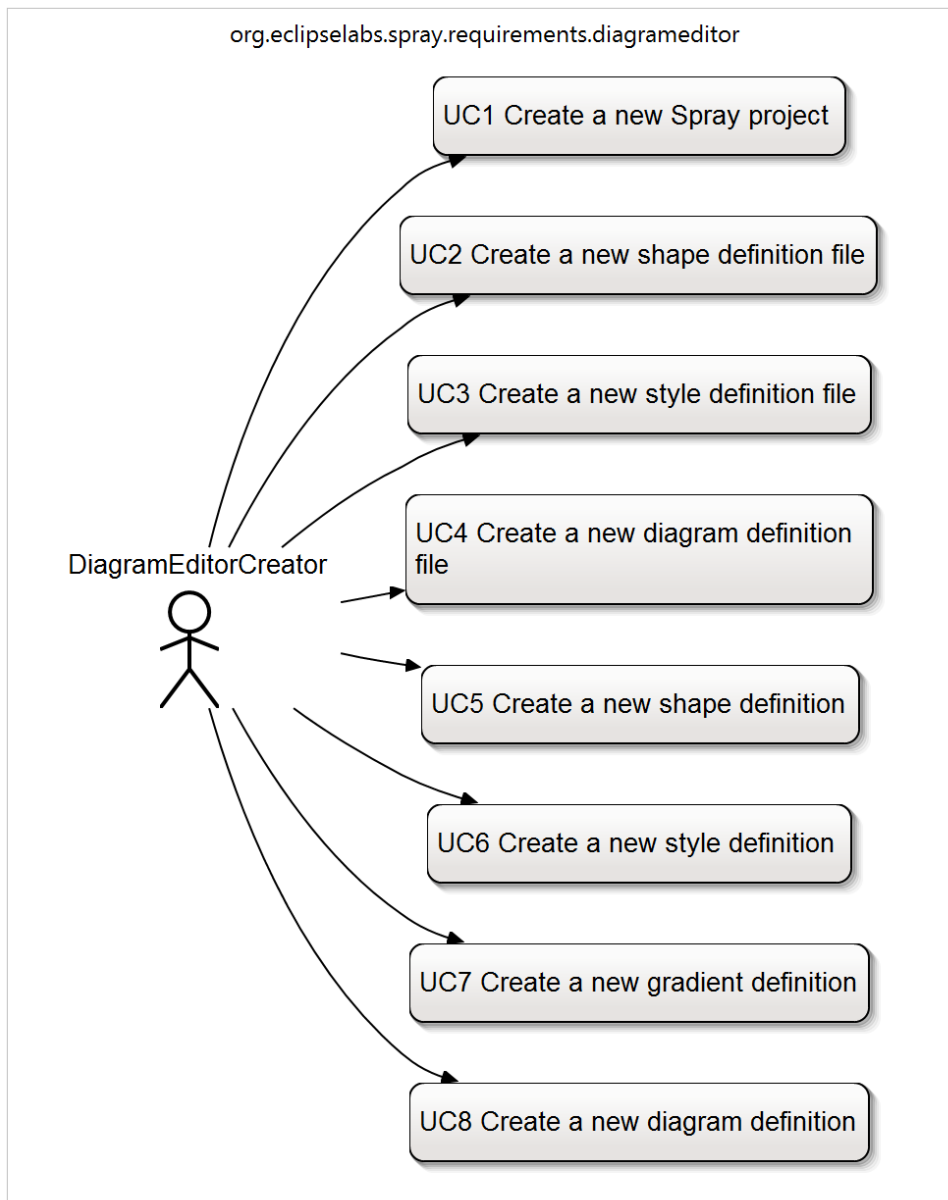 org.eclipselabs.spray.requirements.diagrameditor
UC1 Create a new Spray project
UC2 Create a new shape definition file
UC3 Create a new style definition file
UC4 Create a new diagram definition
file
DiagramEditorCreator
UC5 Create a new shape definition
UC6 Create a new style definition
UC7 Create a new gradient definition
UC8 Create a new diagram definition